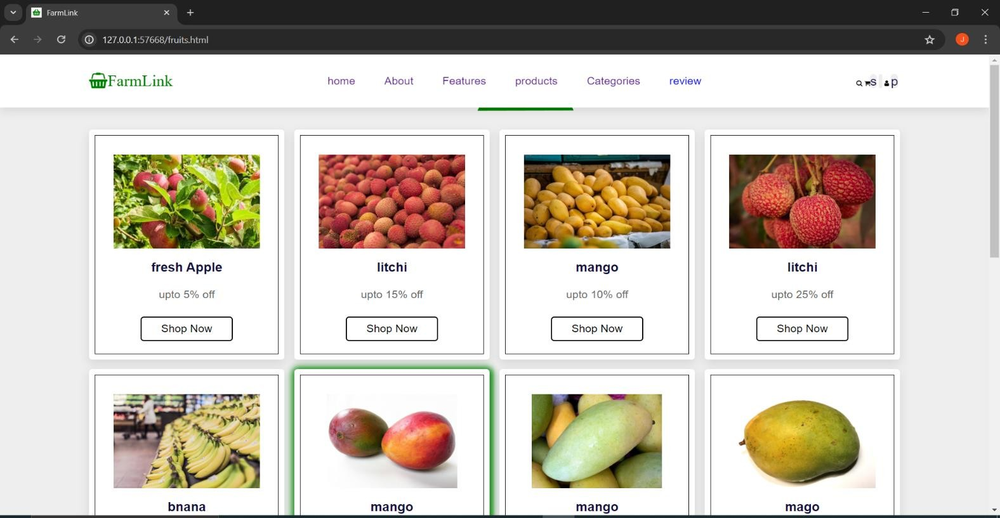 FarmLink
127.0.0.1:57668/fruits.html
J
FarmLink
home About Features products Categories review
s l p
fresh Apple litchi mango litchi
upto 5% off upto 15% off upto 10% off upto 25% off
Shop Now Shop Now Shop Now Shop Now
bnana mango mango mago